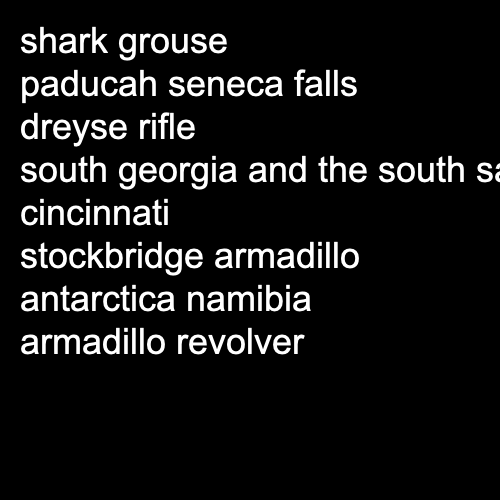 shark grouse
paducah seneca falls
dreyse rifle
south georgia and the south
cincinnati
stockbridge armadillo
antarctica namibia
armadillo revolver